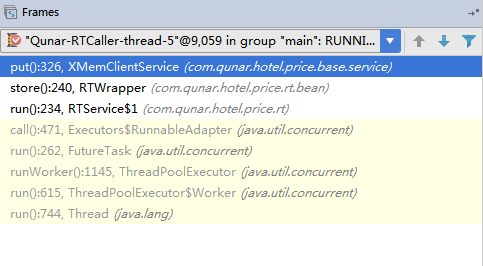 Frames
"Qunar-RTCaller-thread-5"@9,059 in group "main": RUNNI...
put():326, XMemClientService (com.qunar.hotel.price.base.service)
store():240, RTWrapper (com.qunar.hotel.price.rt.bean)
run():234, RTService$1 (com.qunar.hotel.price.rt)
call():471, Executors$RunnableAdapter (java.util.concurrent)
run():262, FutureTask (java.util.concurrent)
runWorker():1145, ThreadPoolExecutor (java.util.concurrent)
run():615, ThreadPoolExecutor$Worker (java.util.concurrent)
run():744, Thread (java.lang)